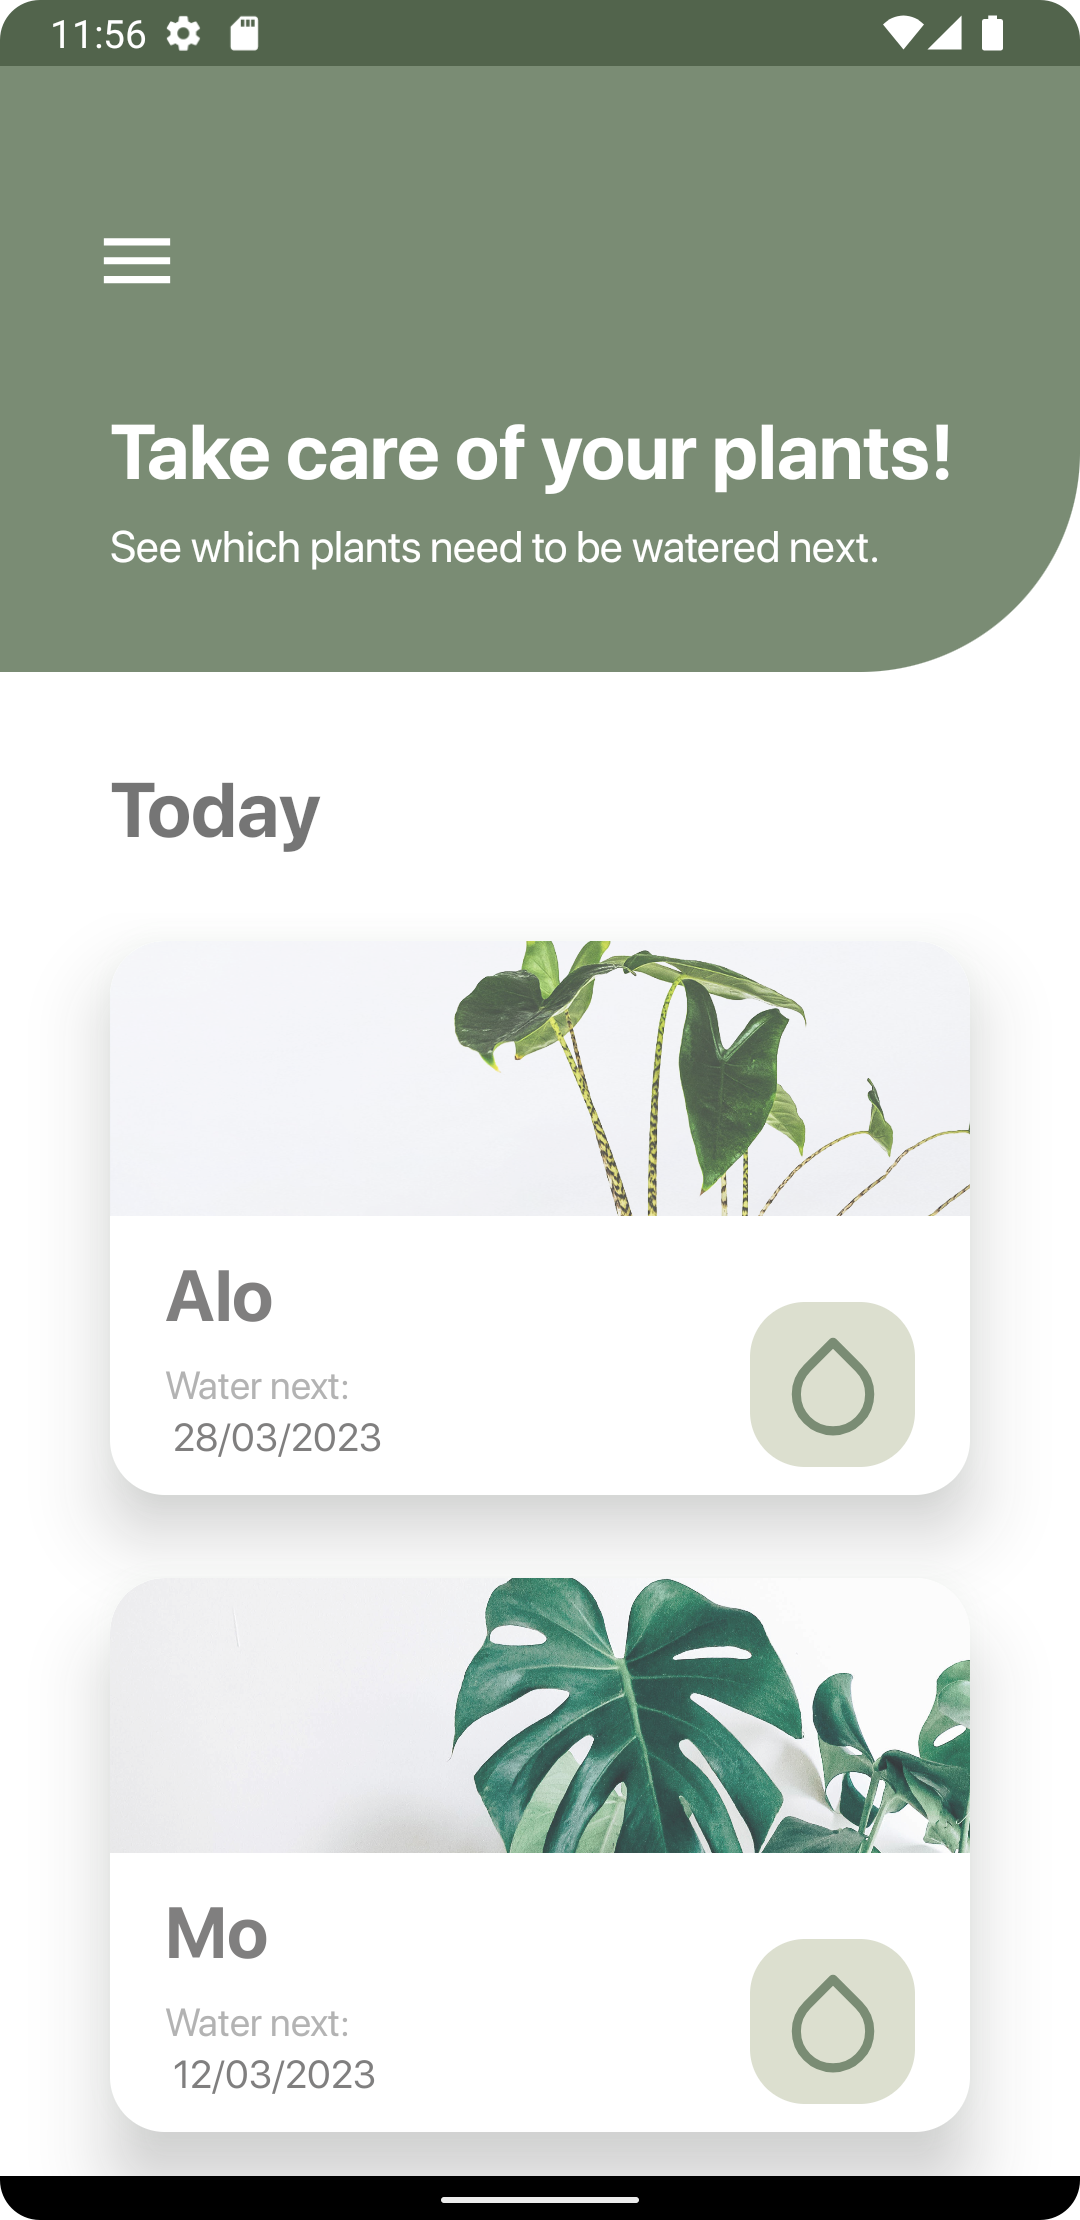 11:56
Take care of your plants!
See which plants need to be watered next.
Today
Alo
Water next:
28/03/2023
Mo
Water next:
12/03/2023